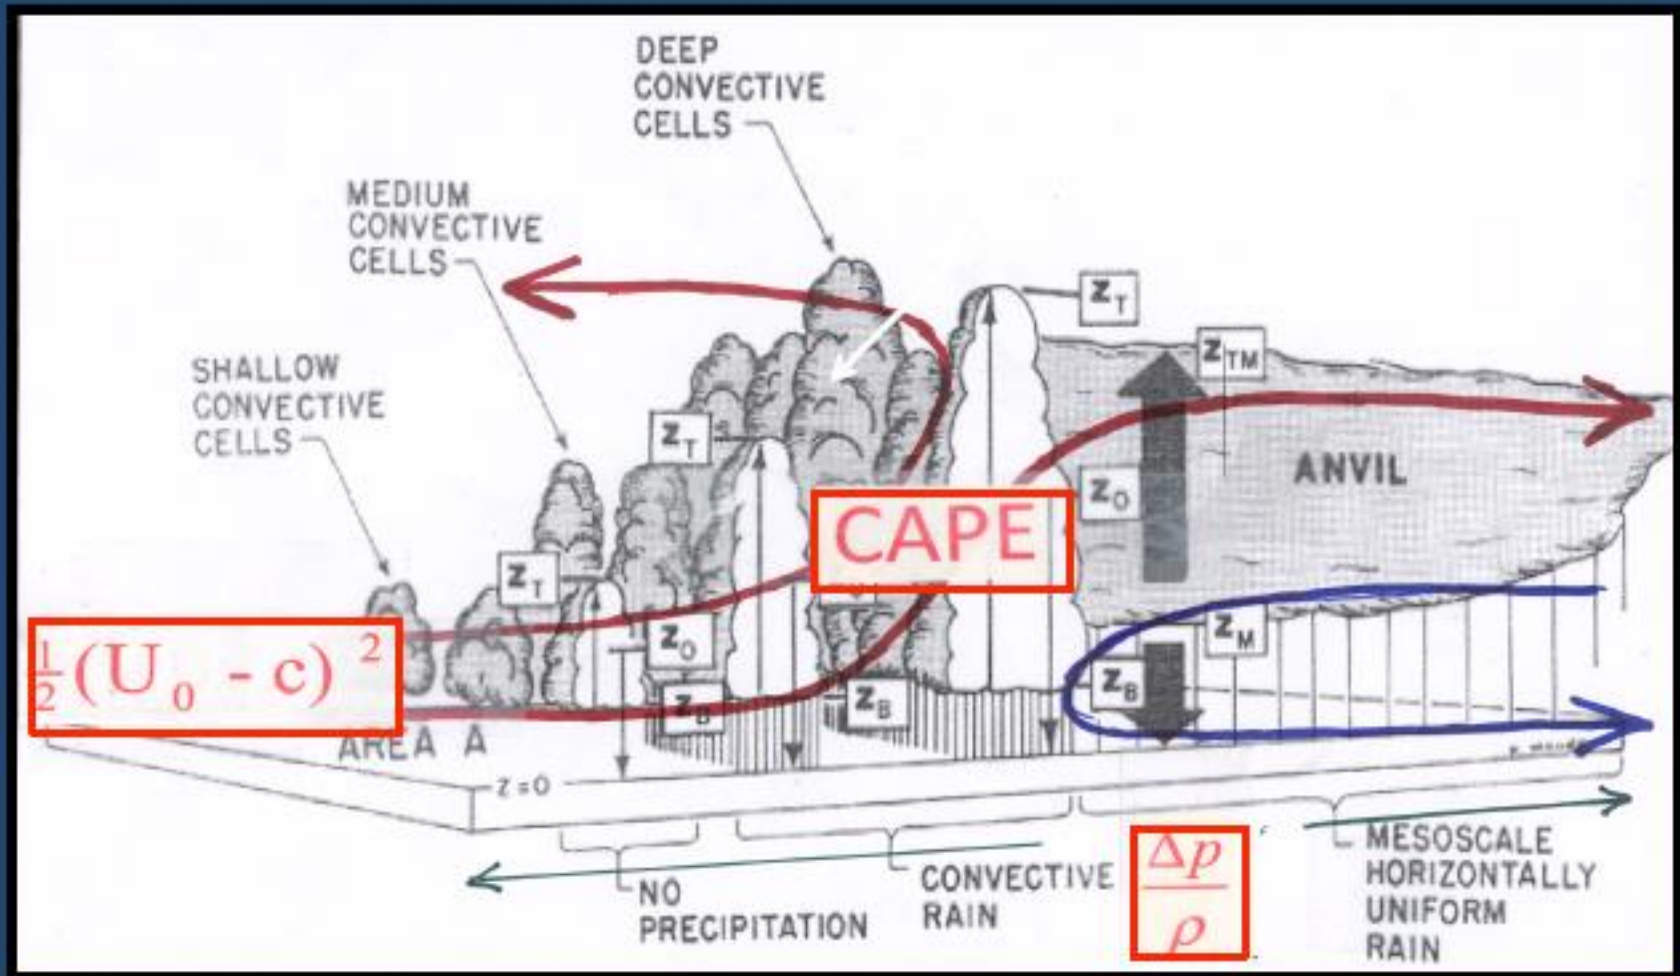 DEEP
CONVECTIVE
CELLS
MEDIUM
CONVECTIVE
CELLS
SHALLOW
CONVECTIVE
CELLS
Z_T
Z_TM
Z_T
Z_O
ANVIL
CAPE
Z_T
Z_O
Z_M
½(U₀ - c)²
Z_B
Z_B
Z_B
AREA A
Z=0
NO
PRECIPITATION
CONVECTIVE
RAIN
Δp
ρ
MESOSCALE
HORIZONTALLY
UNIFORM
RAIN